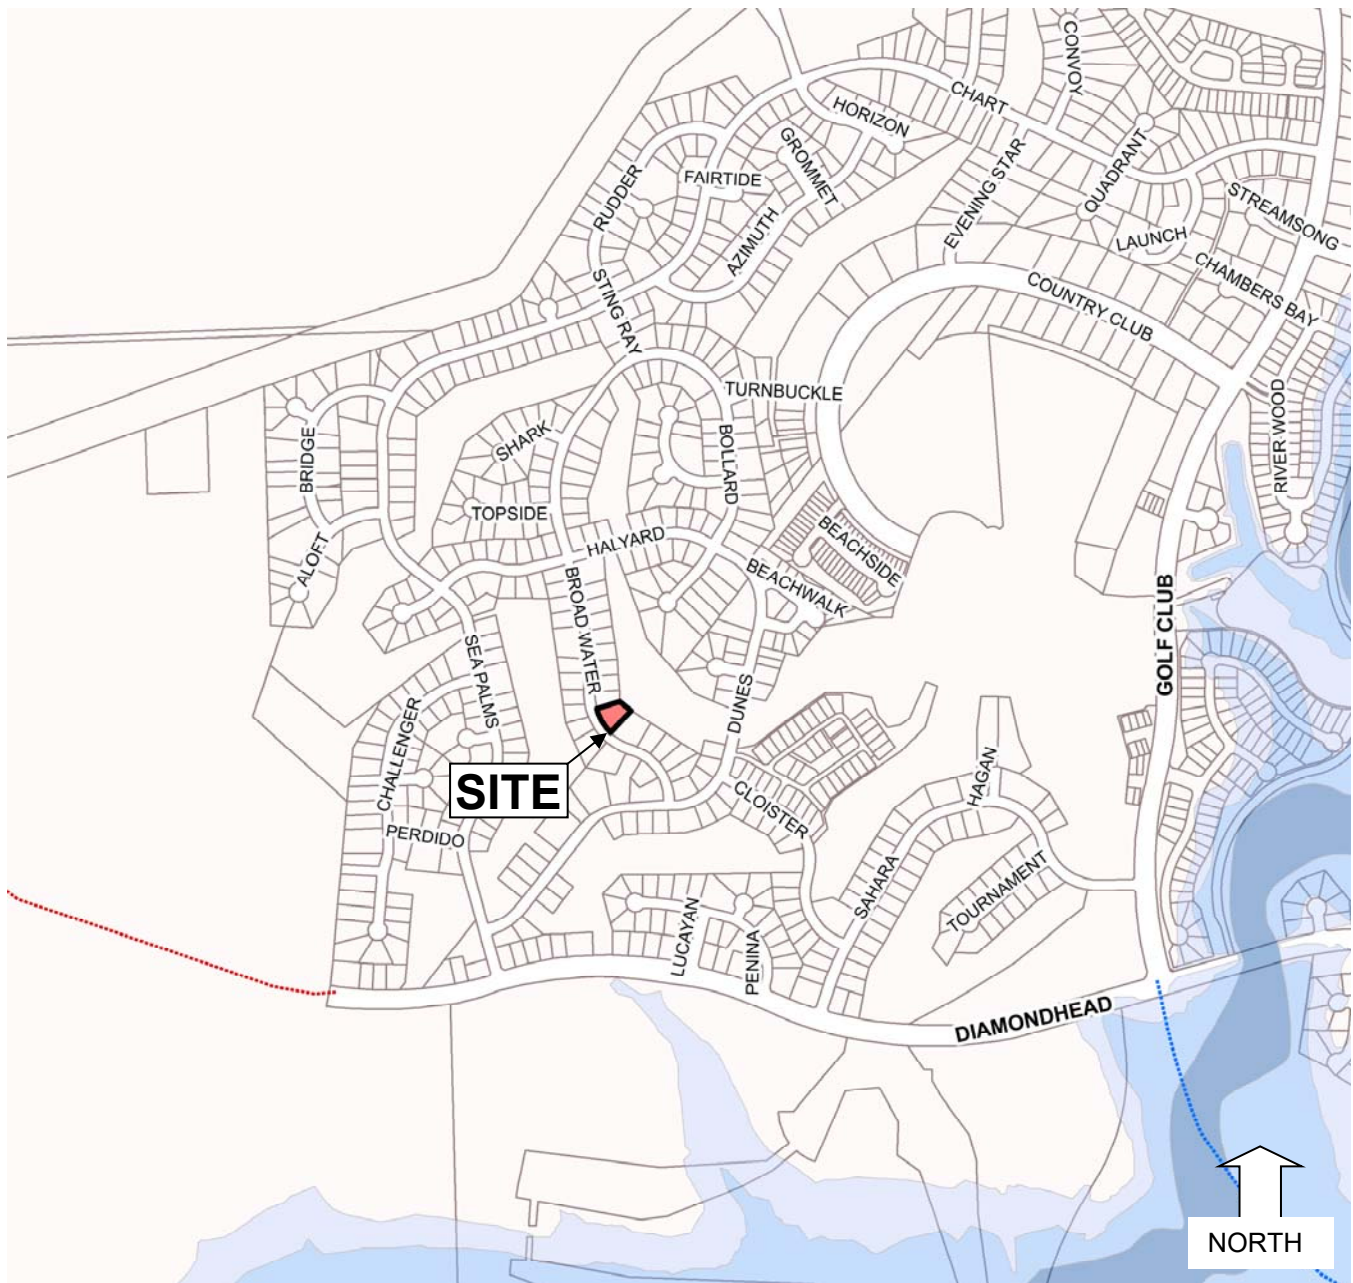 CONVOY
CHART
HORIZON
GROMMET
QUADRANT
EVENING STAR
FAIRTIDE
RUDDER
STREAMSONG
AZIMUTH
LAUNCH
CHAMBERS BAY
STING RAY
COUNTRY CLUB
TURNBUCKLE
RIVER WOOD
SHARK
BOLLARD
BRIDGE
TOPSIDE
HALYARD
BEACHSIDE
ALOFT
BEACHWALK
BROAD WATER
GOLF CLUB
SEA PALMS
DUNES
CHALLENGER
SITE
HAGAN
CLOISTER
PERDIDO
SAHARA
TOURNAMENT
LUCAYAN
PENINA
DIAMONDHEAD
NORTH